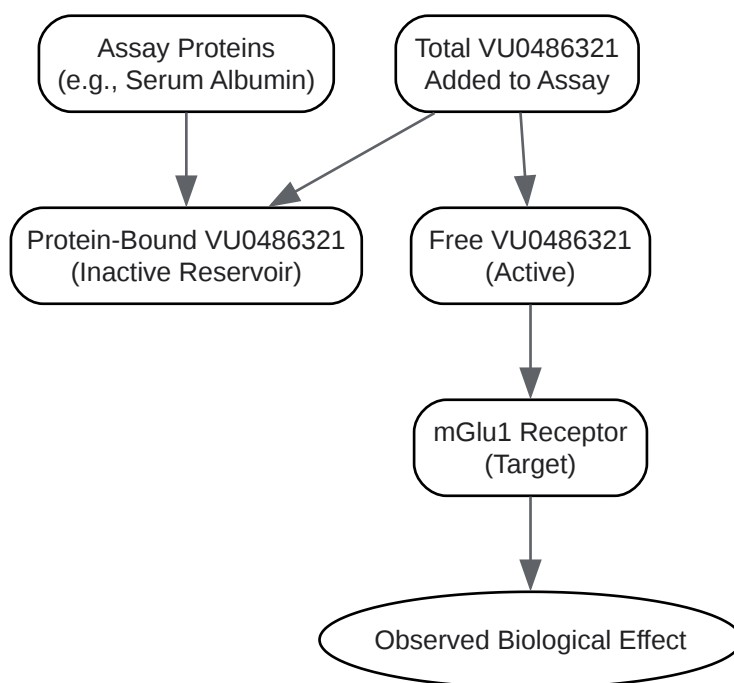 Assay Proteins
(e.g., Serum Albumin)
Total VU0486321
Added to Assay
Protein-Bound VU0486321
(Inactive Reservoir)
Free VU0486321
(Active)
mGlu1 Receptor
(Target)
Observed Biological Effect